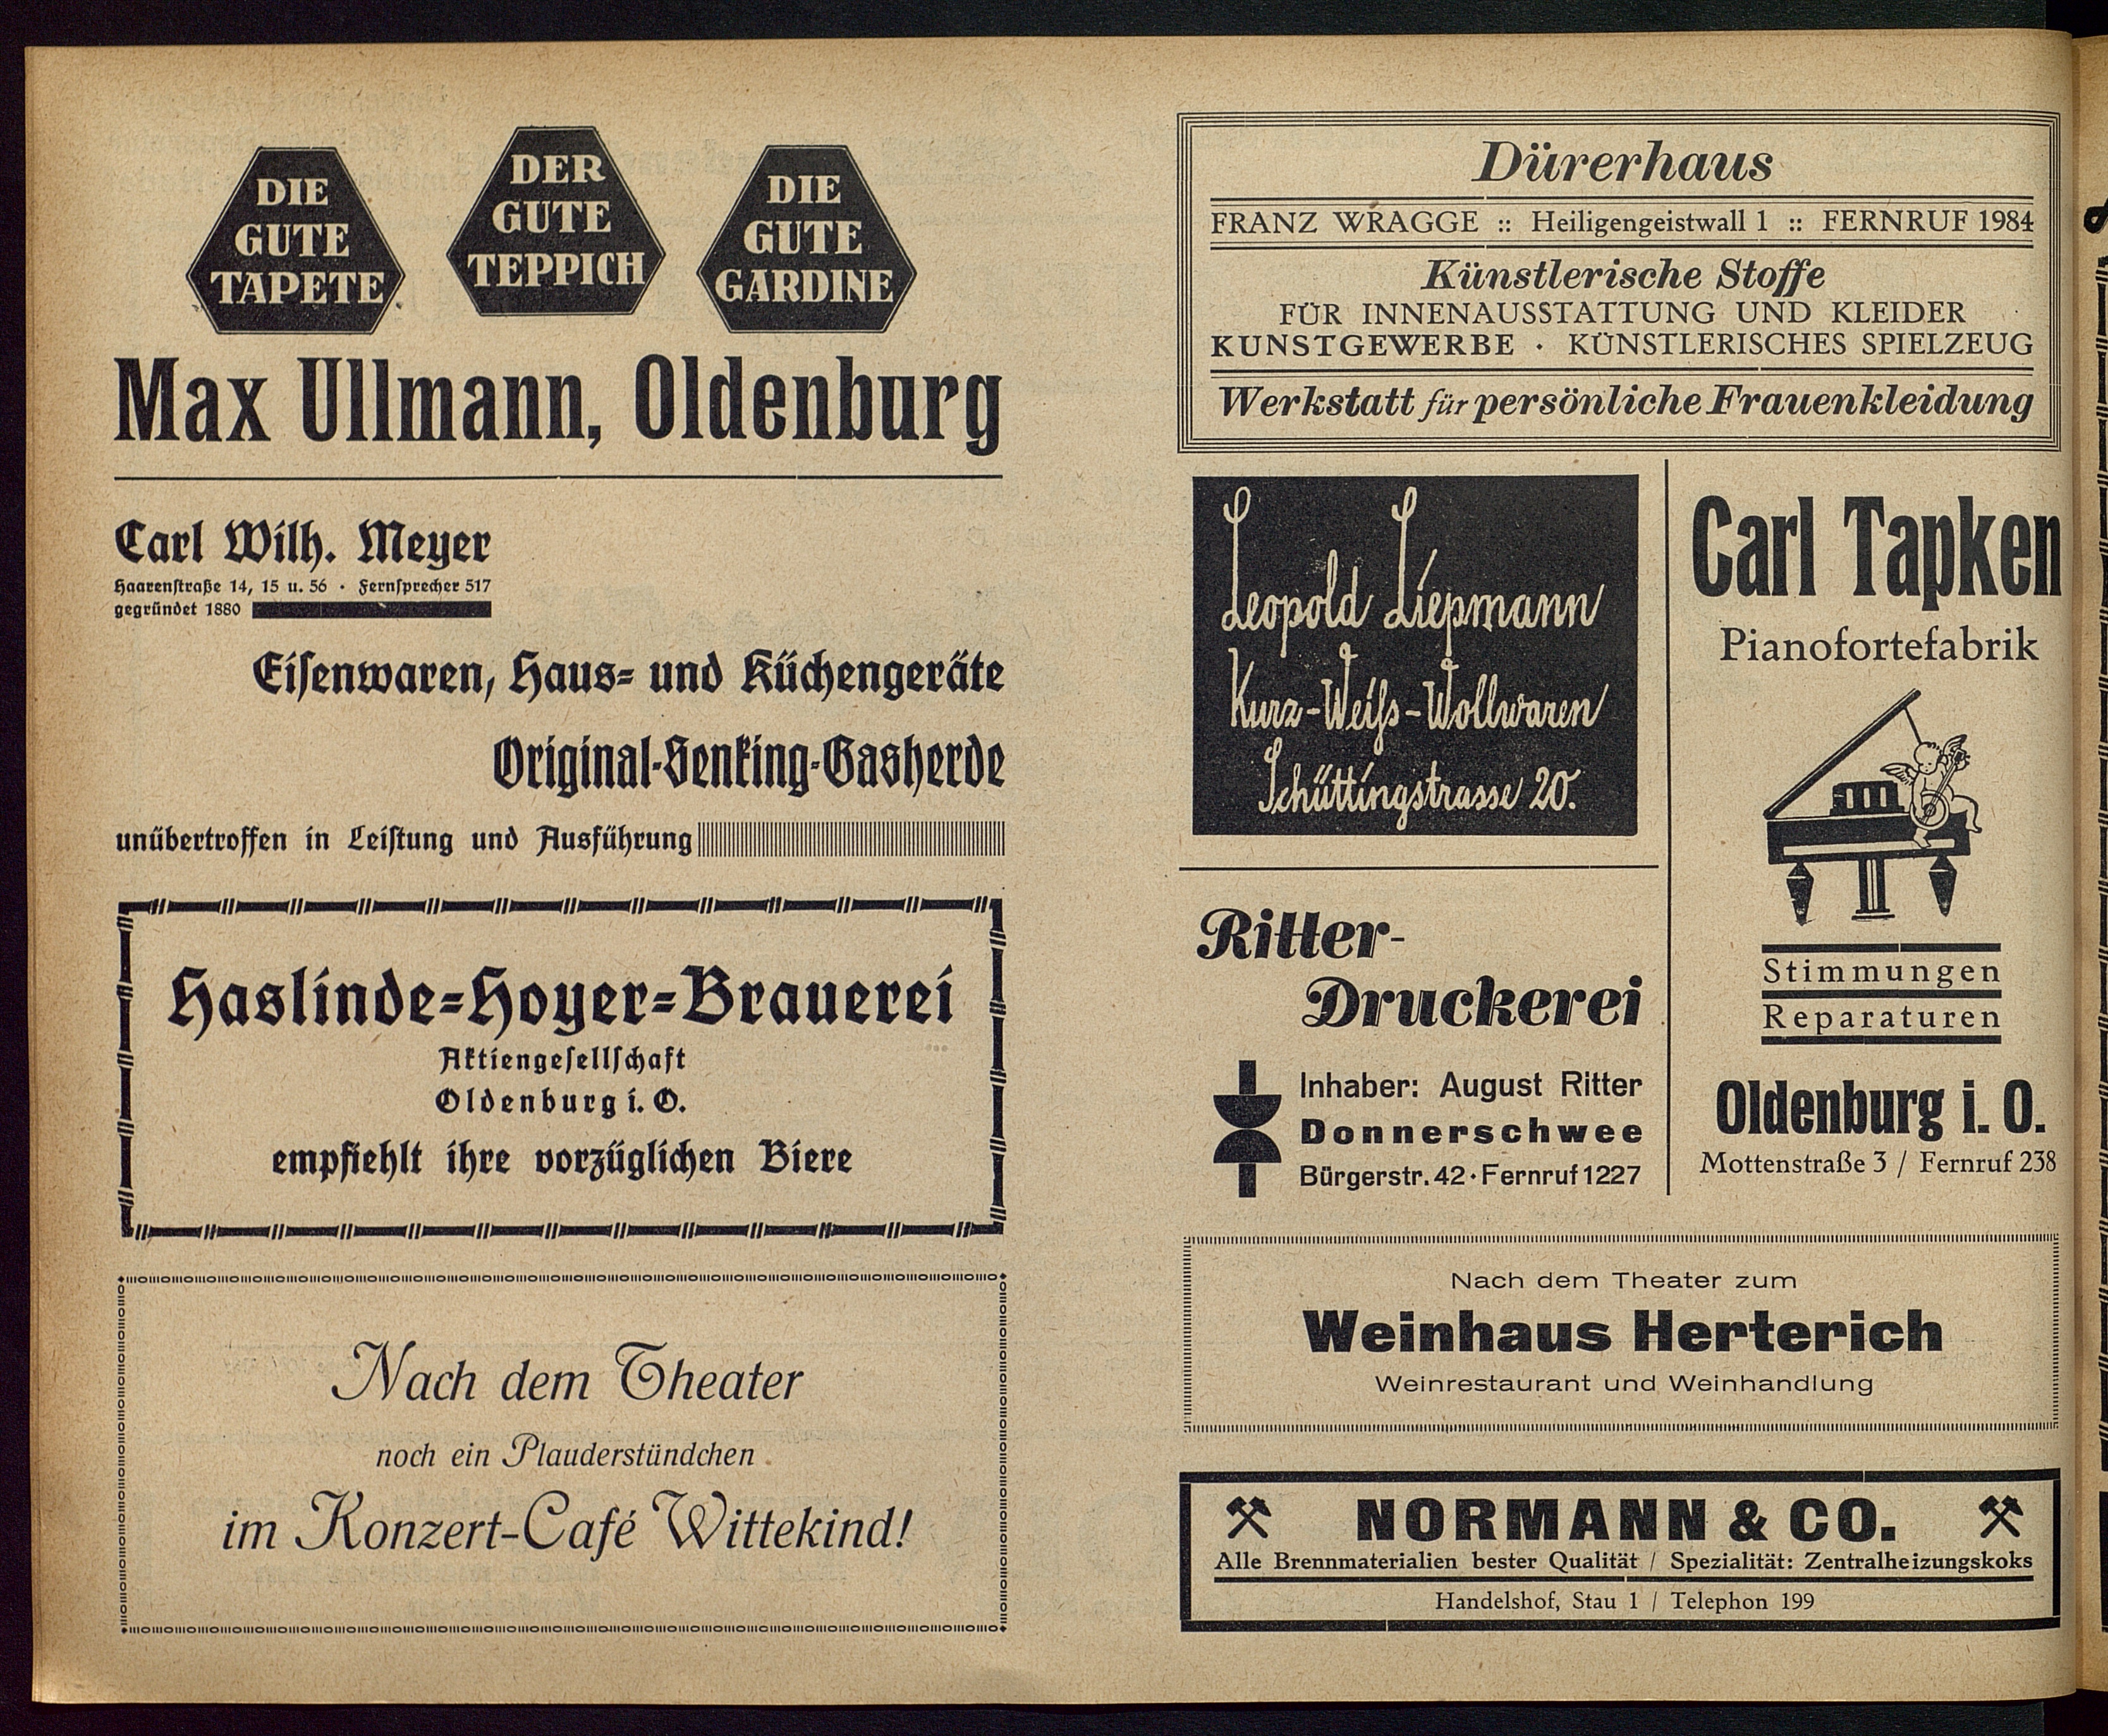 DIE
GUTE
TAPETE
DER
GUTE
TEPPICH
DIE
GUTE
GARDINE
Max Ullmann, Oldenburg
Carl Wilh. Meyer
Haarenſtraße 14, 15 u. 56 · Fernſprecher 517
gegründet 1880
Eiſenwaren, Haus- und Küchengeräte
Original-Senking-Gasherde
unübertroffen in Leiſtung und Ausführung
Haslinde-Hoyer-Brauerei
Aktiengeſellſchaft
Oldenburg i. O.
empfiehlt ihre vorzüglichen Biere
Nach dem Theater
noch ein Plauderstündchen
im Konzert-Café Wittekind!
Dürerhaus
FRANZ WRAGGE :: Heiligengeistwall 1 :: FERNRUF 1984
Künstlerische Stoffe
FÜR INNENAUSSTATTUNG UND KLEIDER
KUNSTGEWERBE · KÜNSTLERISCHES SPIELZEUG
Werkstatt für persönliche Frauenkleidung
Leopold Liepmann
Kurz-Weiss-Wollwaren
Schüttingstrasse 20.
Ritter-
Druckerei
Inhaber: August Ritter
Donnerschwee
Bürgerstr. 42 · Fernruf 1227
Carl Tapken
Pianofortefabrik
Stimmungen
Reparaturen
Oldenburg i. O.
Mottenstraße 3 / Fernruf 238
Nach dem Theater zum
Weinhaus Herterich
Weinrestaurant und Weinhandlung
NORMANN & CO.
Alle Brennmaterialien bester Qualität / Spezialität: Zentralheizungskoks
Handelshof, Stau 1 / Telephon 199